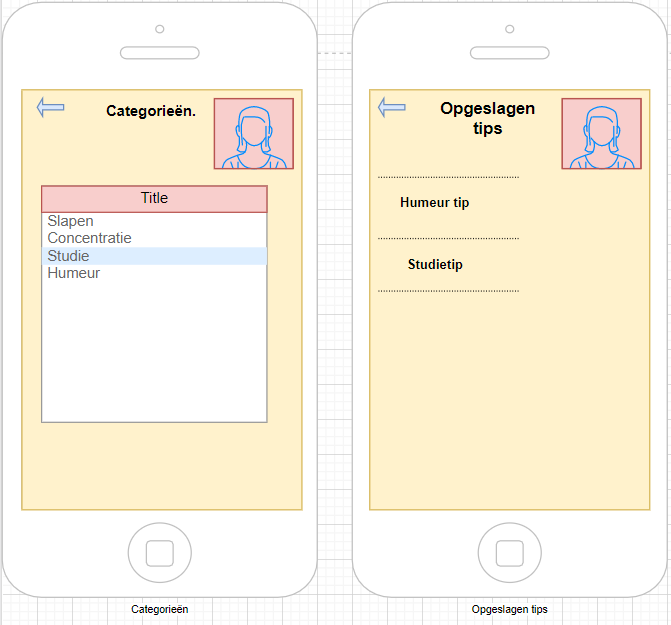 Categorieën.
Title
Slapen
Concentratie
Studie
Humeur
Categorieën
Opgeslagen
tips
Humeur tip
Studietip
Opgeslagen tips